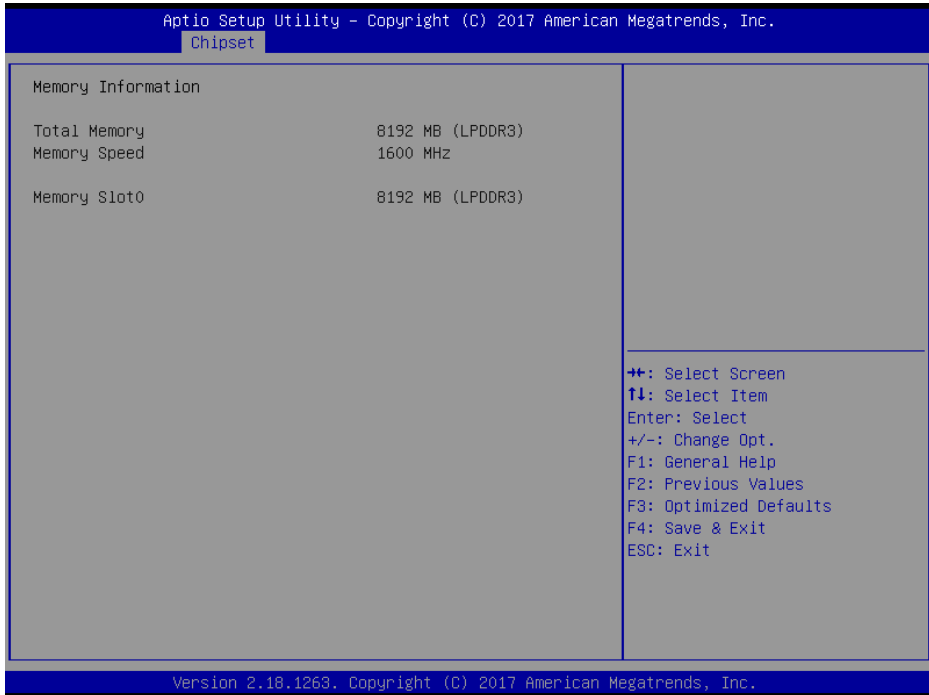 Aptio Setup Utility – Copyright (C) 2017 American Megatrends, Inc.
Chipset
Memory Information
Total Memory 8192 MB (LPDDR3)
Memory Speed 1600 MHz
Memory Slot0 8192 MB (LPDDR3)
→←: Select Screen
↑↓: Select Item
Enter: Select
+/-: Change Opt.
F1: General Help
F2: Previous Values
F3: Optimized Defaults
F4: Save & Exit
ESC: Exit
Version 2.18.1263. Copyright (C) 2017 American Megatrends, Inc.